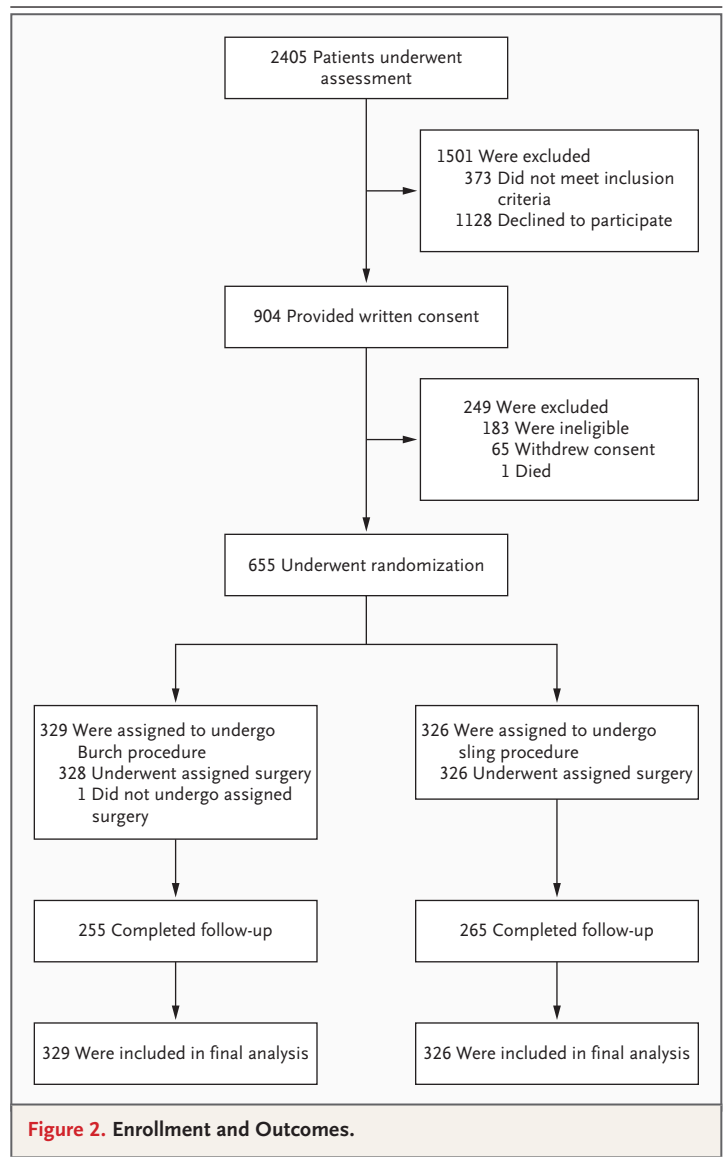 2405 Patients underwent
assessment
1501 Were excluded
373 Did not meet inclusion
criteria
1128 Declined to participate
904 Provided written consent
249 Were excluded
183 Were ineligible
65 Withdrew consent
1 Died
655 Underwent randomization
329 Were assigned to undergo
Burch procedure
328 Underwent assigned surgery
1 Did not undergo assigned
surgery
326 Were assigned to undergo
sling procedure
326 Underwent assigned surgery
255 Completed follow-up
265 Completed follow-up
329 Were included in final analysis
326 Were included in final analysis
Figure 2. Enrollment and Outcomes.